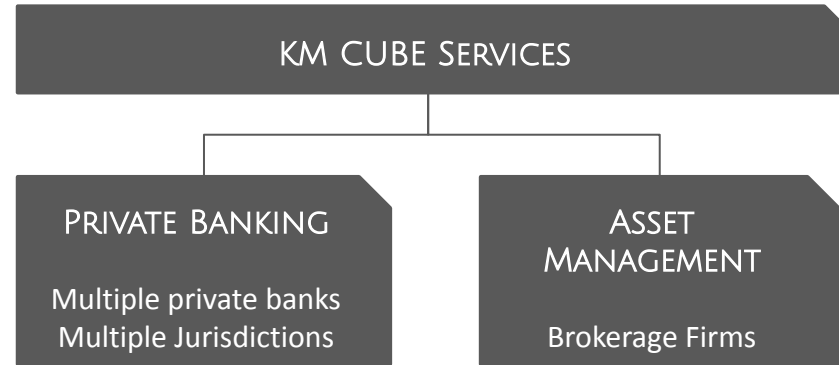 KM CUBE SERVICES
PRIVATE BANKING
Multiple private banks
Multiple Jurisdictions
ASSET
MANAGEMENT
Brokerage Firms